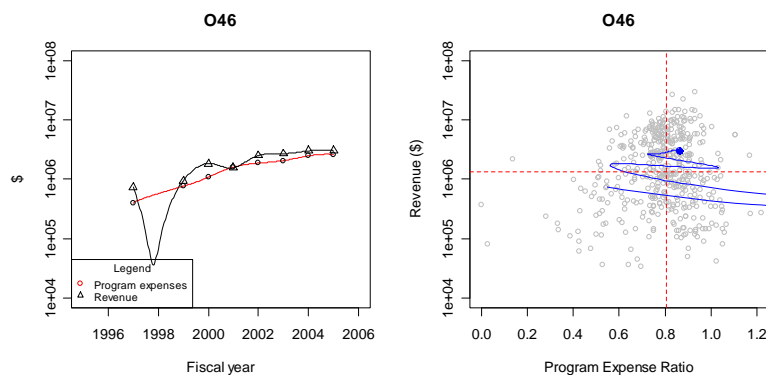 O46
1e+08
1e+07
1e+06
1e+05
1e+04
$
Legend
Program expenses
Revenue
1996 1998 2000 2002 2004 2006
Fiscal year
O46
1e+08
1e+07
1e+06
1e+05
1e+04
Revenue ($)
0.0 0.2 0.4 0.6 0.8 1.0 1.2
Program Expense Ratio